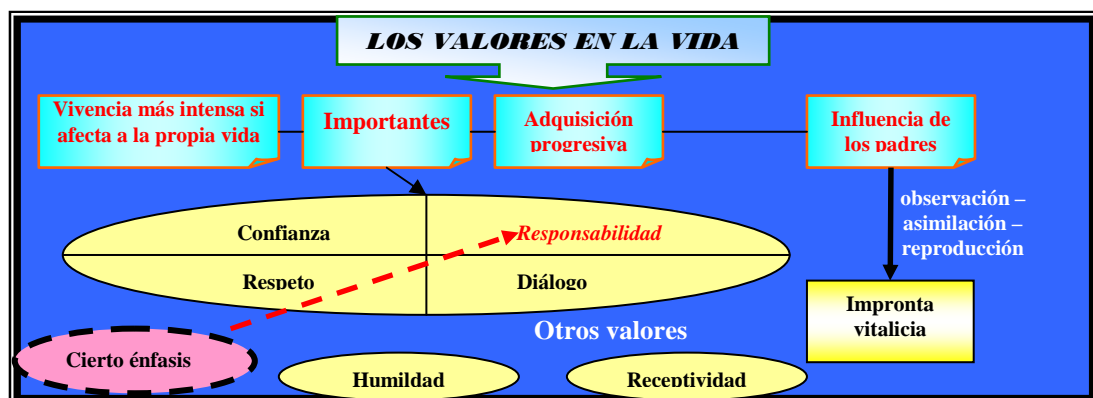 LOS VALORES EN LA VIDA
Vivencia más intensa si
afecta a la propia vida
Importantes
Adquisición
progresiva
Influencia de
los padres
observación –
asimilación –
reproducción
Confianza
Responsabilidad
Respeto
Diálogo
Impronta
vitalicia
Otros valores
Cierto énfasis
Humildad
Receptividad